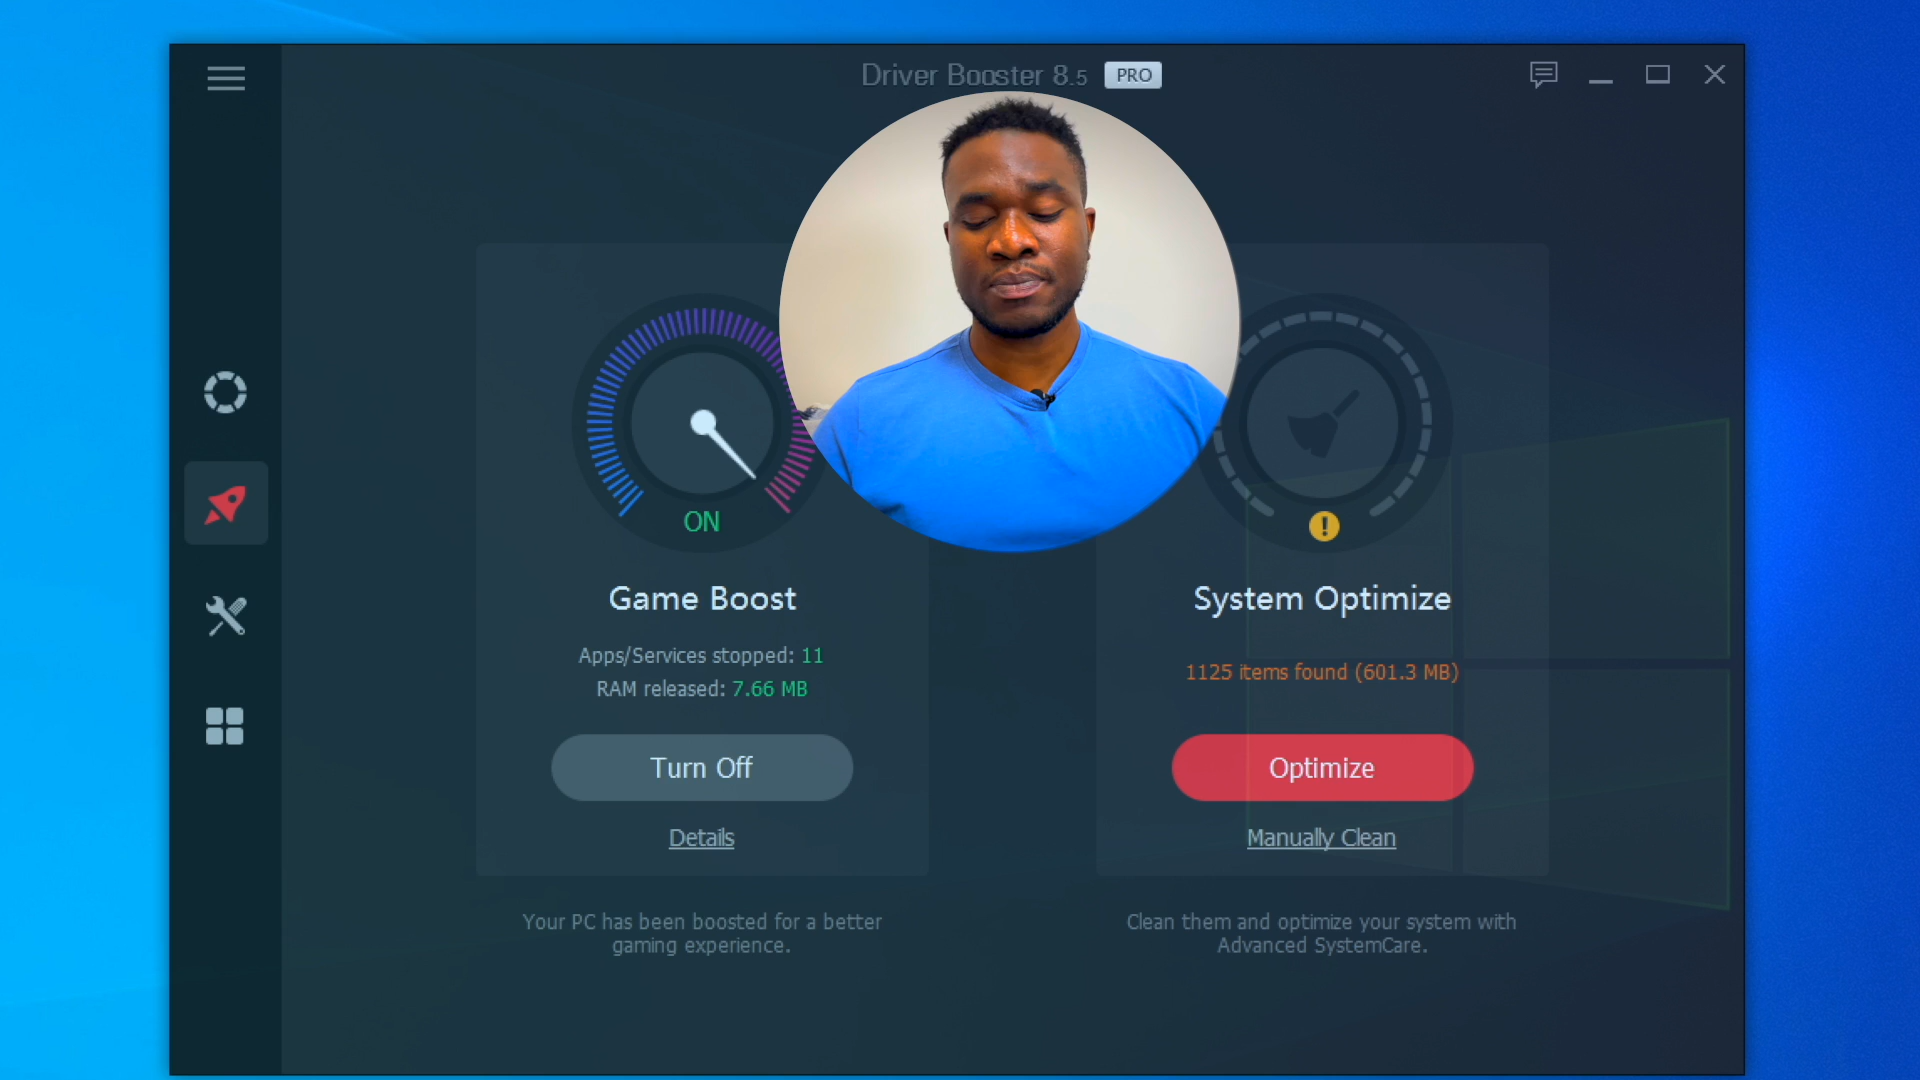 Driver Booster 8.5 PRO
ON
Game Boost
Apps/Services stopped: 11
RAM released: 7.66 MB
Turn Off
Details
Your PC has been boosted for a better
gaming experience.
!
System Optimize
1125 items found (601.3 MB)
Optimize
Manually Clean
Clean them and optimize your system with
Advanced SystemCare.